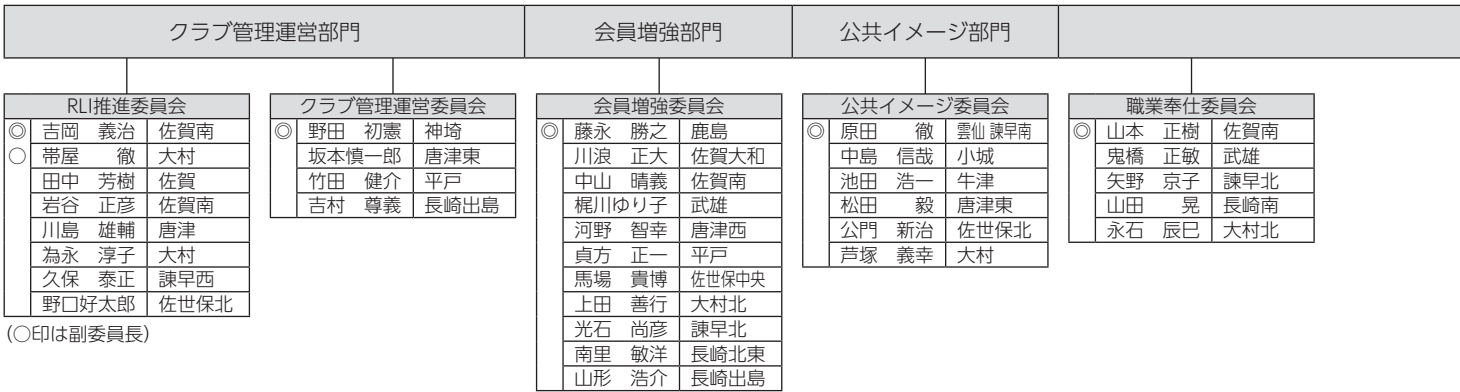 クラブ管理運営部門 会員増強部門 公共イメージ部門
RLI推進委員会
◎ 吉岡 義治 佐賀南
○ 帯屋 徹 大村
田中 芳樹 佐賀
岩谷 正彦 佐賀南
川島 雄輔 唐津
為永 淳子 大村
久保 泰正 諫早西
野口好太郎 佐世保北
(○印は副委員長)
クラブ管理運営委員会
◎ 野田 初憲 神埼
坂本慎一郎 唐津東
竹田 健介 平戸
吉村 尊義 長崎出島
会員増強委員会
◎ 藤永 勝之 鹿島
川浪 正大 佐賀大和
中山 晴義 佐賀南
梶川ゆり子 武雄
河野 智幸 唐津西
貞方 正一 平戸
馬場 貴博 佐世保中央
上田 善行 大村北
光石 尚彦 諫早北
南里 敏洋 長崎北東
山形 浩介 長崎出島
公共イメージ委員会
◎ 原田 徹 雲仙 諫早南
中島 信哉 小城
池田 浩一 牛津
松田 毅 唐津東
公門 新治 佐世保北
芦塚 義幸 大村
職業奉仕委員会
◎ 山本 正樹 佐賀南
鬼橋 正敏 武雄
矢野 京子 諫早北
山田 晃 長崎南
永石 辰巳 大村北